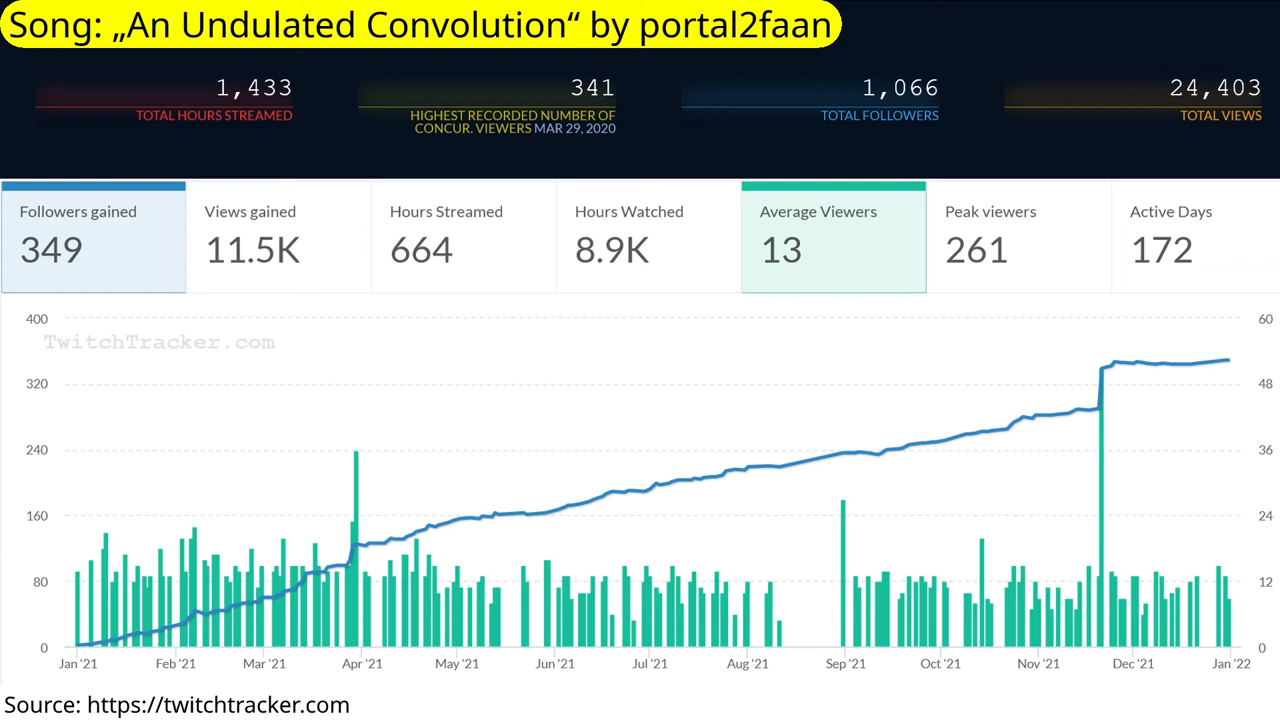 Song: „An Undulated Convolution“ by portal2faan
1,433
TOTAL HOURS STREAMED
341
HIGHEST RECORDED NUMBER OF
CONCUR. VIEWERS MAR 29, 2020
1,066
TOTAL FOLLOWERS
24,403
TOTAL VIEWS
Followers gained
349
Views gained
11.5K
Hours Streamed
664
Hours Watched
8.9K
Average Viewers
13
Peak viewers
261
Active Days
172
TwitchTracker.com
400
320
240
160
80
0
60
48
36
24
12
0
Jan '21 Feb '21 Mar '21 Apr '21 May '21 Jun '21 Jul '21 Aug '21 Sep '21 Oct '21 Nov '21 Dec '21 Jan '22
Source: https://twitchtracker.com